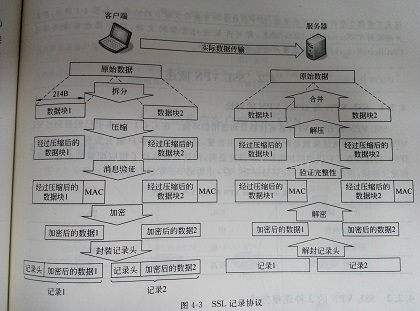 客户端
服务器
实际数据传输
原始数据
原始数据
214B
拆分
合并
数据块1
数据块2
数据块1
数据块2
压缩
解压
经过压缩后的数据块1
经过压缩后的数据块2
经过压缩后的数据块1
经过压缩后的数据块2
消息验证
验证完整性
经过压缩后的数据块1
MAC
经过压缩后的数据块2
MAC
经过压缩后的数据块1
MAC
经过压缩后的数据块2
MAC
加密
解密
加密后的数据1
加密后的数据2
加密后的数据1
加密后的数据2
封装记录头
解封记录头
记录头
加密后的数据1
记录头
加密后的数据2
记录1
记录2
记录1
记录2
图 4-3 SSL 记录协议